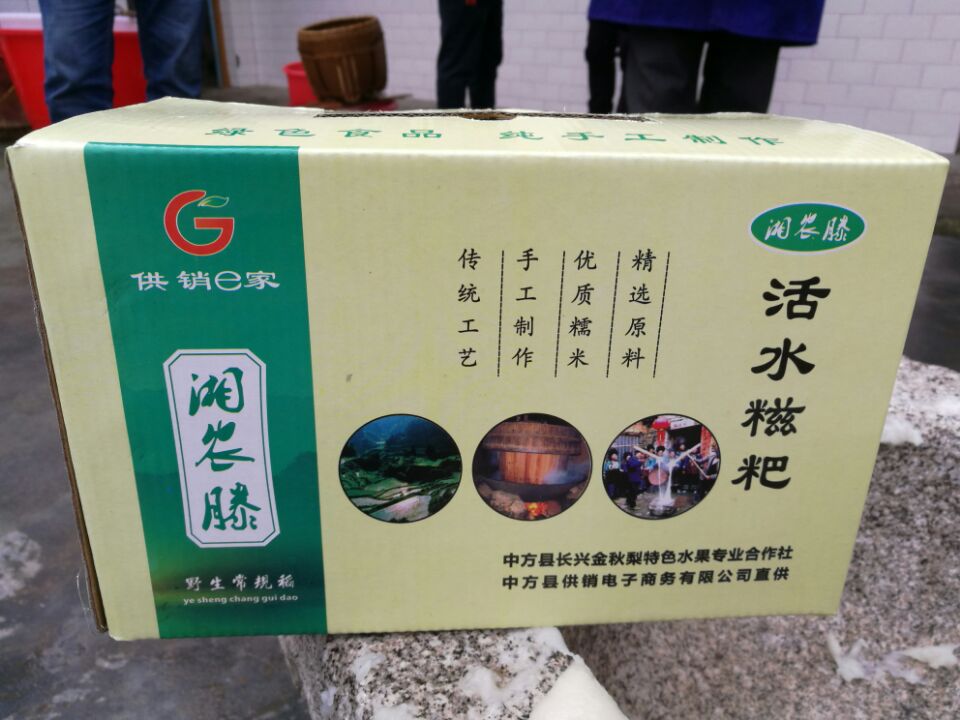 绿色食品 纯手工制作
供销e家
湘农滕
野生常规稻
ye sheng chang gui dao
精选原料
优质糯米
手工制作
传统工艺
湘农滕
活水糍粑
中方县长兴金秋梨特色水果专业合作社
中方县供销电子商务有限公司直供